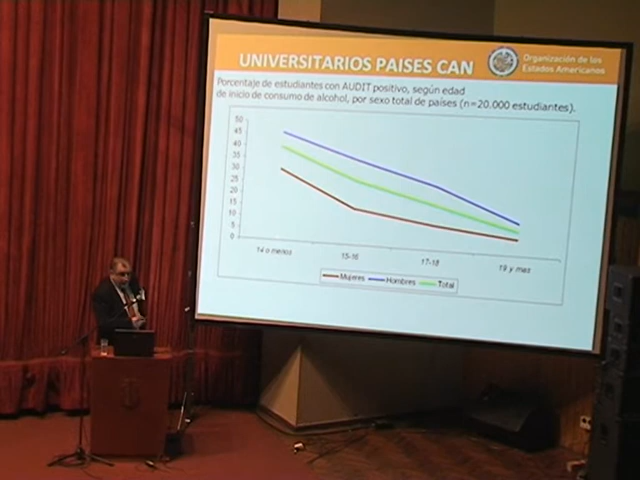 UNIVERSITARIOS PAISES CAN
Organización de los
Estados Americanos
Porcentaje de estudiantes con AUDIT positivo, según edad
de inicio de consumo de alcohol, por sexo total de países (n=20.000 estudiantes).
50
45
40
35
30
25
20
15
10
5
0
14 o menos
15-16
17-18
19 y mas
Mujeres
Hombres
Total